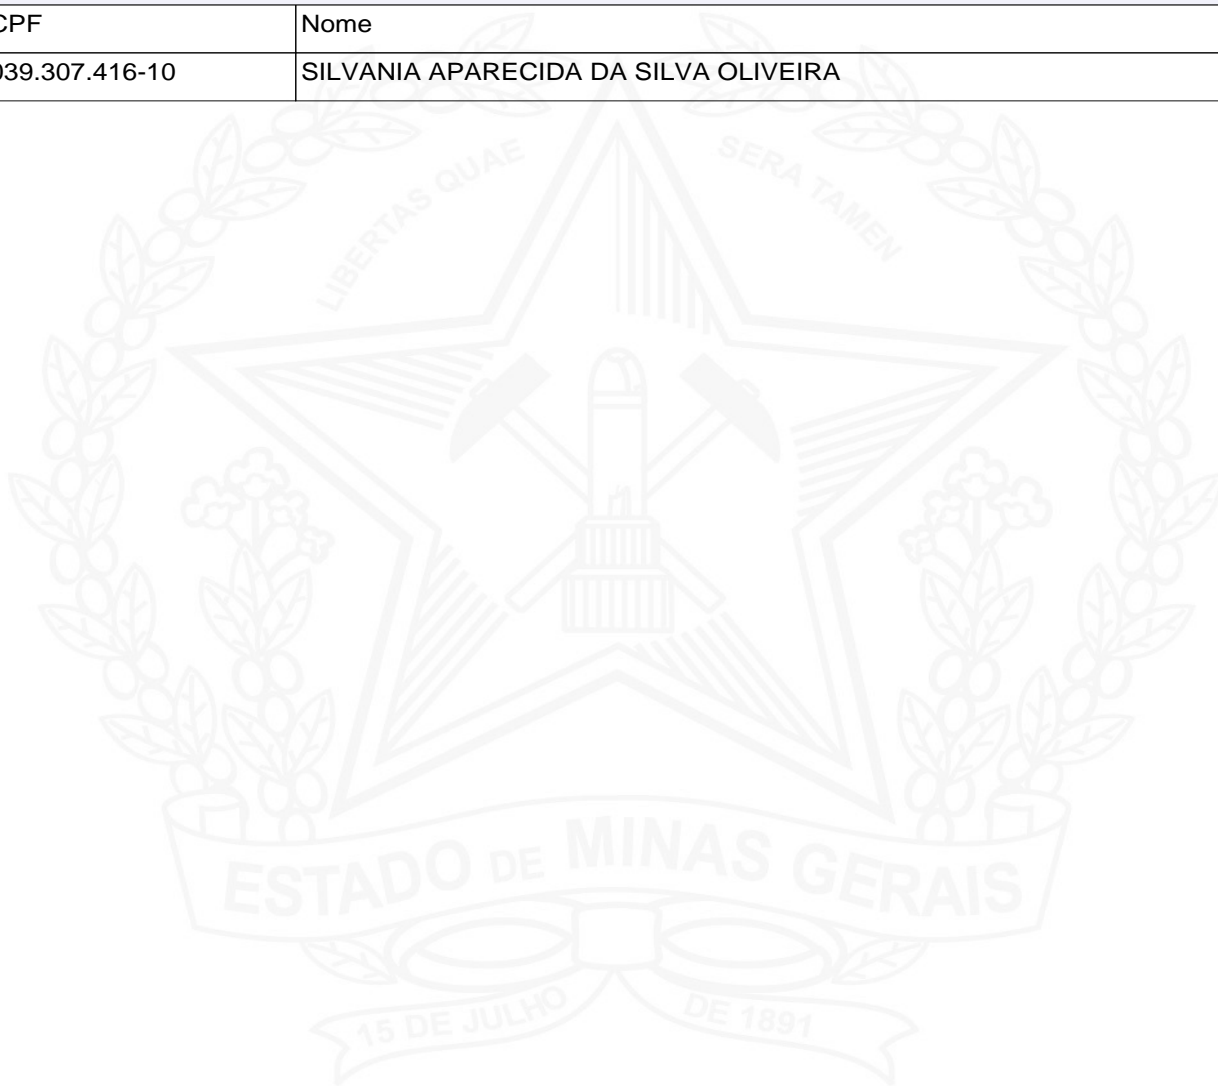 CPF Nome
039.307.416-10 SILVANIA APARECIDA DA SILVA OLIVEIRA
LIBERTAS QUAE SERA TAMEN
ESTADO DE MINAS GERAIS
15 DE JULHO DE 1891